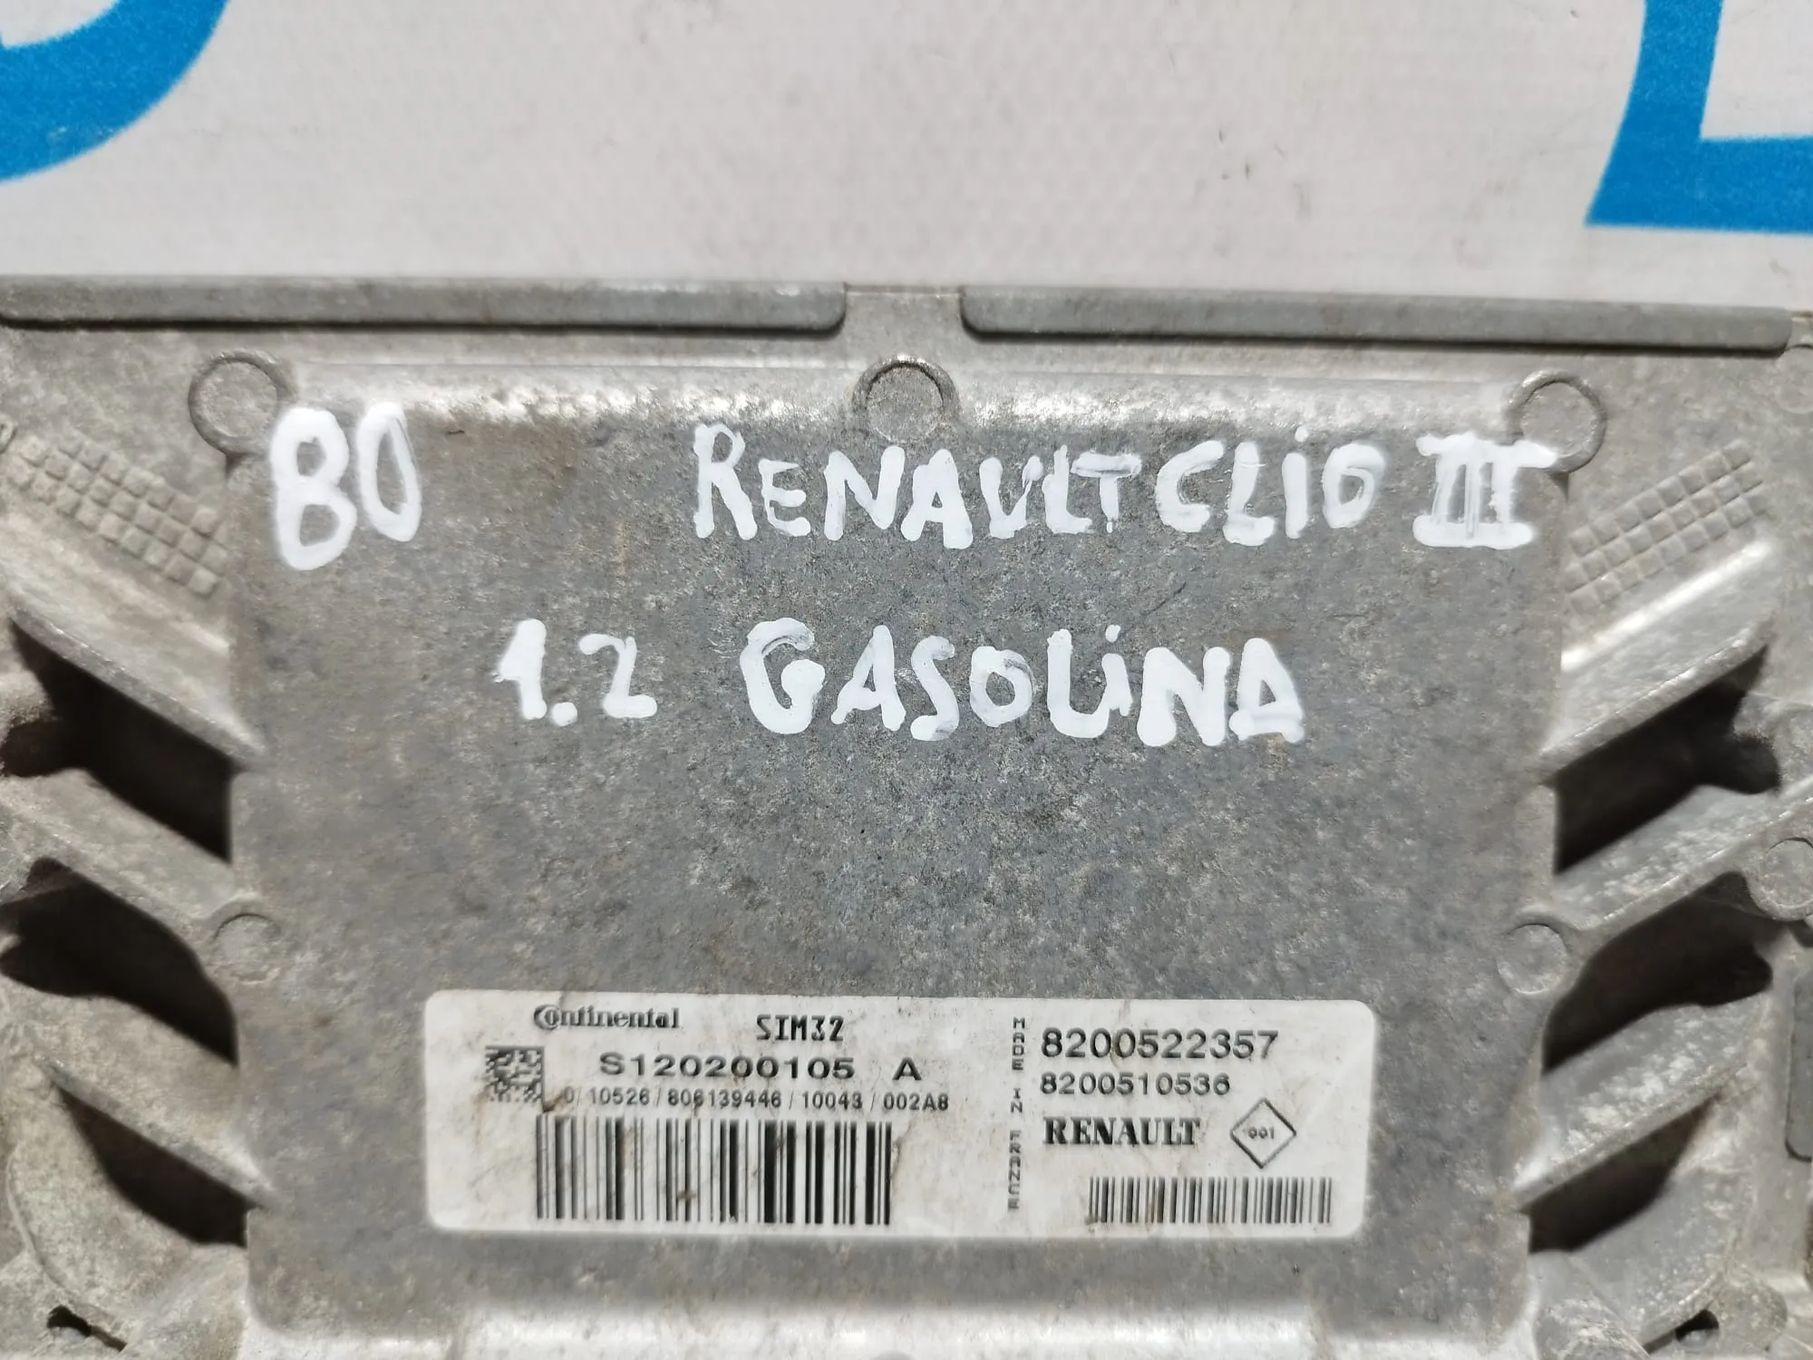 80 RENAULT CLIO III
1.2 GASOLINA
Continental SIM32
S120200105 A
0/10526/806139446/10043/002A8
MADE IN FRANCE
8200522357
8200510536
RENAULT 001